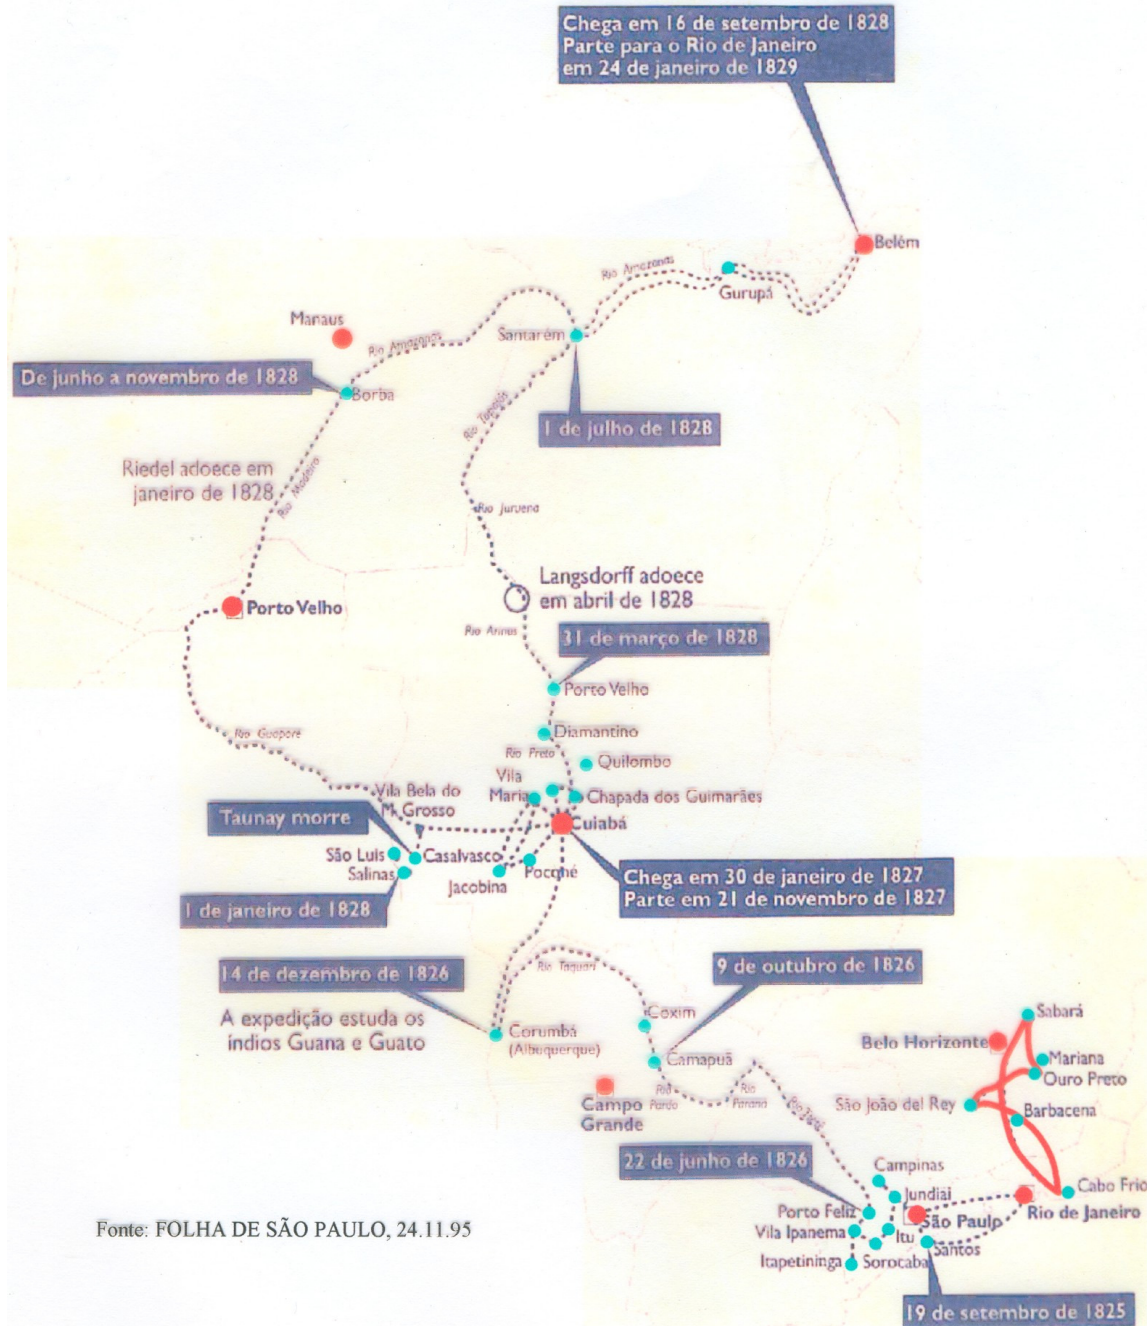 Chega em 16 de setembro de 1828
Parte para o Rio de Janeiro
em 24 de janeiro de 1829
Belém
Rio Amazonas
Gurupá
Manaus
Rio Amazonas
Santarém
De junho a novembro de 1828
Borba
1 de julho de 1828
Rio Tapajós
Riedel adoece em
janeiro de 1828
Rio Madeira
Rio Juruena
Langsdorff adoece
em abril de 1828
Porto Velho
Rio Arinus
31 de março de 1828
Porto Velho
Diamantino
Rio Guaporé
Rio Preto
Quilombo
Vila
Maria
Vila Bela do
M. Grosso
Chapada dos Guimarães
Taunay morre
Cuiabá
São Luis
Casalvasco
Salinas
Jacobina
Poconé
Chega em 30 de janeiro de 1827
Parte em 21 de novembro de 1827
1 de janeiro de 1828
14 de dezembro de 1826
Rio Taquari
9 de outubro de 1826
A expedição estuda os
índios Guana e Guato
Corumbá
(Albuquerque)
Coxim
Camapuã
Sabará
Belo Horizonte
Mariana
Ouro Preto
Campo
Grande
Rio
Pardo
Rio
Parana
São João del Rey
Barbacena
22 de junho de 1826
Campinas
Jundiai
Cabo Frio
Porto Feliz
São Paulo
Rio de Janeiro
Vila Ipanema
Itu
Santos
Itapetininga
Sorocaba
19 de setembro de 1825
Fonte: FOLHA DE SÃO PAULO, 24.11.95